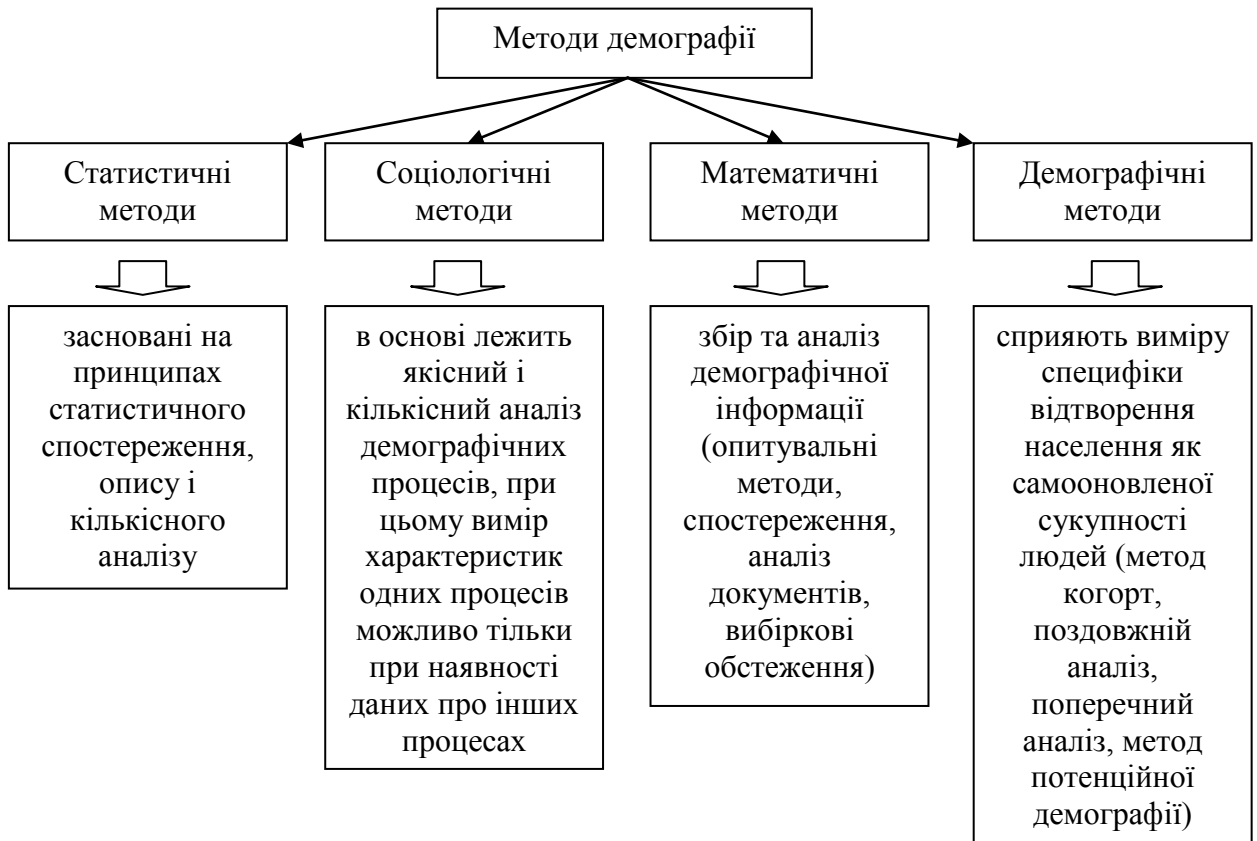 Методи демографії
Статистичні
методи
Соціологічні
методи
Математичні
методи
Демографічні
методи
засновані на
принципах
статистичного
спостереження,
опису і
кількісного
аналізу
в основі лежить
якісний і
кількісний аналіз
демографічних
процесів, при
цьому вимір
характеристик
одних процесів
можливо тільки
при наявності
даних про інших
процесах
збір та аналіз
демографічної
інформації
(опитувальні
методи,
спостереження,
аналіз
документів,
вибіркові
обстеження)
сприяють виміру
специфіки
відтворення
населення як
самооновленої
сукупності
людей (метод
когорт,
поздовжній
аналіз,
поперечний
аналіз, метод
потенційної
демографії)